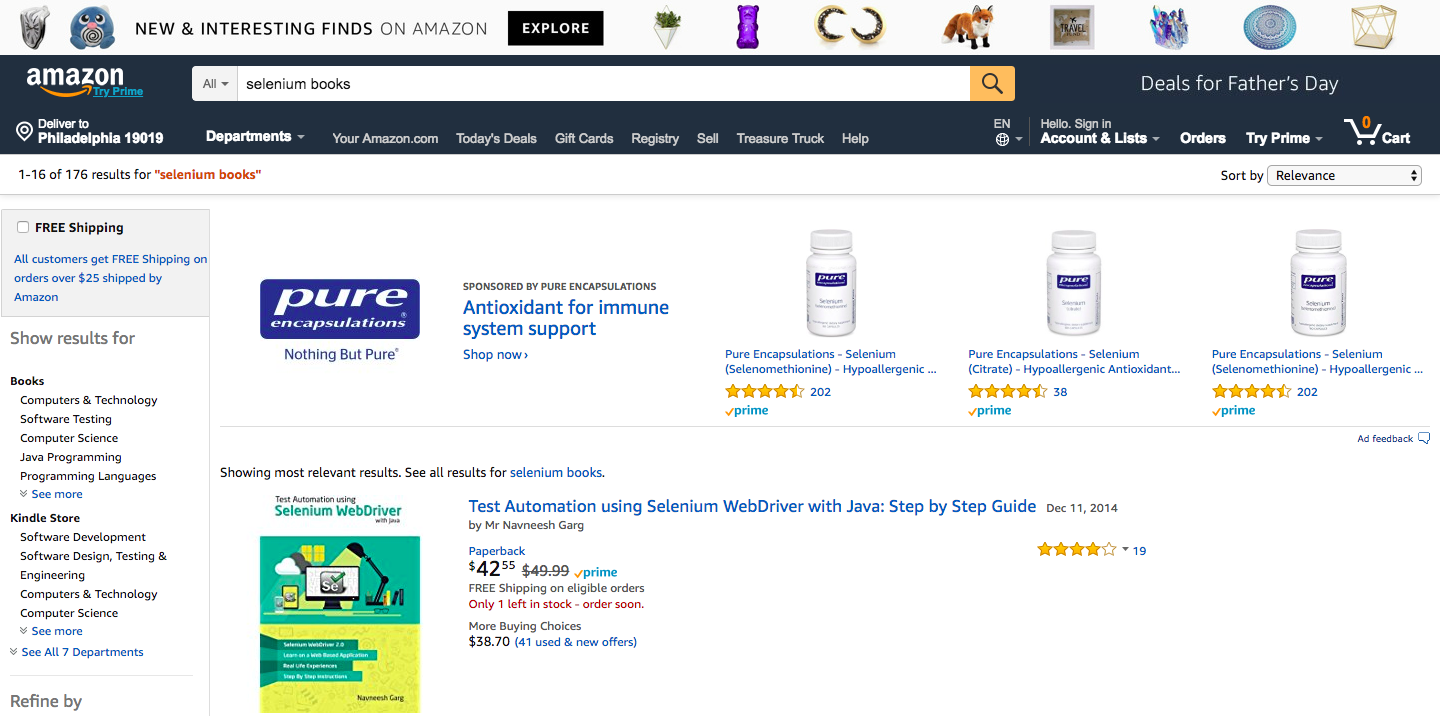 NEW & INTERESTING FINDS ON AMAZON EXPLORE
TRAVEL
amazon
Try Prime
All
selenium books
Deals for Father's Day
Deliver to
Philadelphia 19019
Departments
Your Amazon.com Today's Deals Gift Cards Registry Sell Treasure Truck Help
EN
Hello. Sign in
Account & Lists
Orders
Try Prime
0
Cart
1-16 of 176 results for "selenium books"
Sort by Relevance
FREE Shipping
All customers get FREE Shipping on
orders over $25 shipped by
Amazon
Show results for
Books
Computers & Technology
Software Testing
Computer Science
Java Programming
Programming Languages
See more
Kindle Store
Software Development
Software Design, Testing &
Engineering
Computers & Technology
Computer Science
See more
See All 7 Departments
Refine by
pure
encapsulations®
Nothing But Pure®
SPONSORED BY PURE ENCAPSULATIONS
Antioxidant for immune
system support
Shop now ›
pure
Selenium
Pure Encapsulations - Selenium
(Selenomethionine) - Hypoallergenic ...
202
prime
pure
Selenium
Pure Encapsulations - Selenium
(Citrate) - Hypoallergenic Antioxidant...
38
prime
pure
Selenium
Pure Encapsulations - Selenium
(Selenomethionine) - Hypoallergenic ...
202
prime
Ad feedback
Showing most relevant results. See all results for selenium books.
Test Automation using
Selenium WebDriver
with Java
Se
Selenium WebDriver 2.0
Learn on a Web Based Application
Real Life Experiences
Step By Step Instructions
Navneesh Garg
Test Automation using Selenium WebDriver with Java: Step by Step Guide Dec 11, 2014
by Mr Navneesh Garg
Paperback
$42 55 $49.99 prime
FREE Shipping on eligible orders
Only 1 left in stock - order soon.
More Buying Choices
$38.70 (41 used & new offers)
19